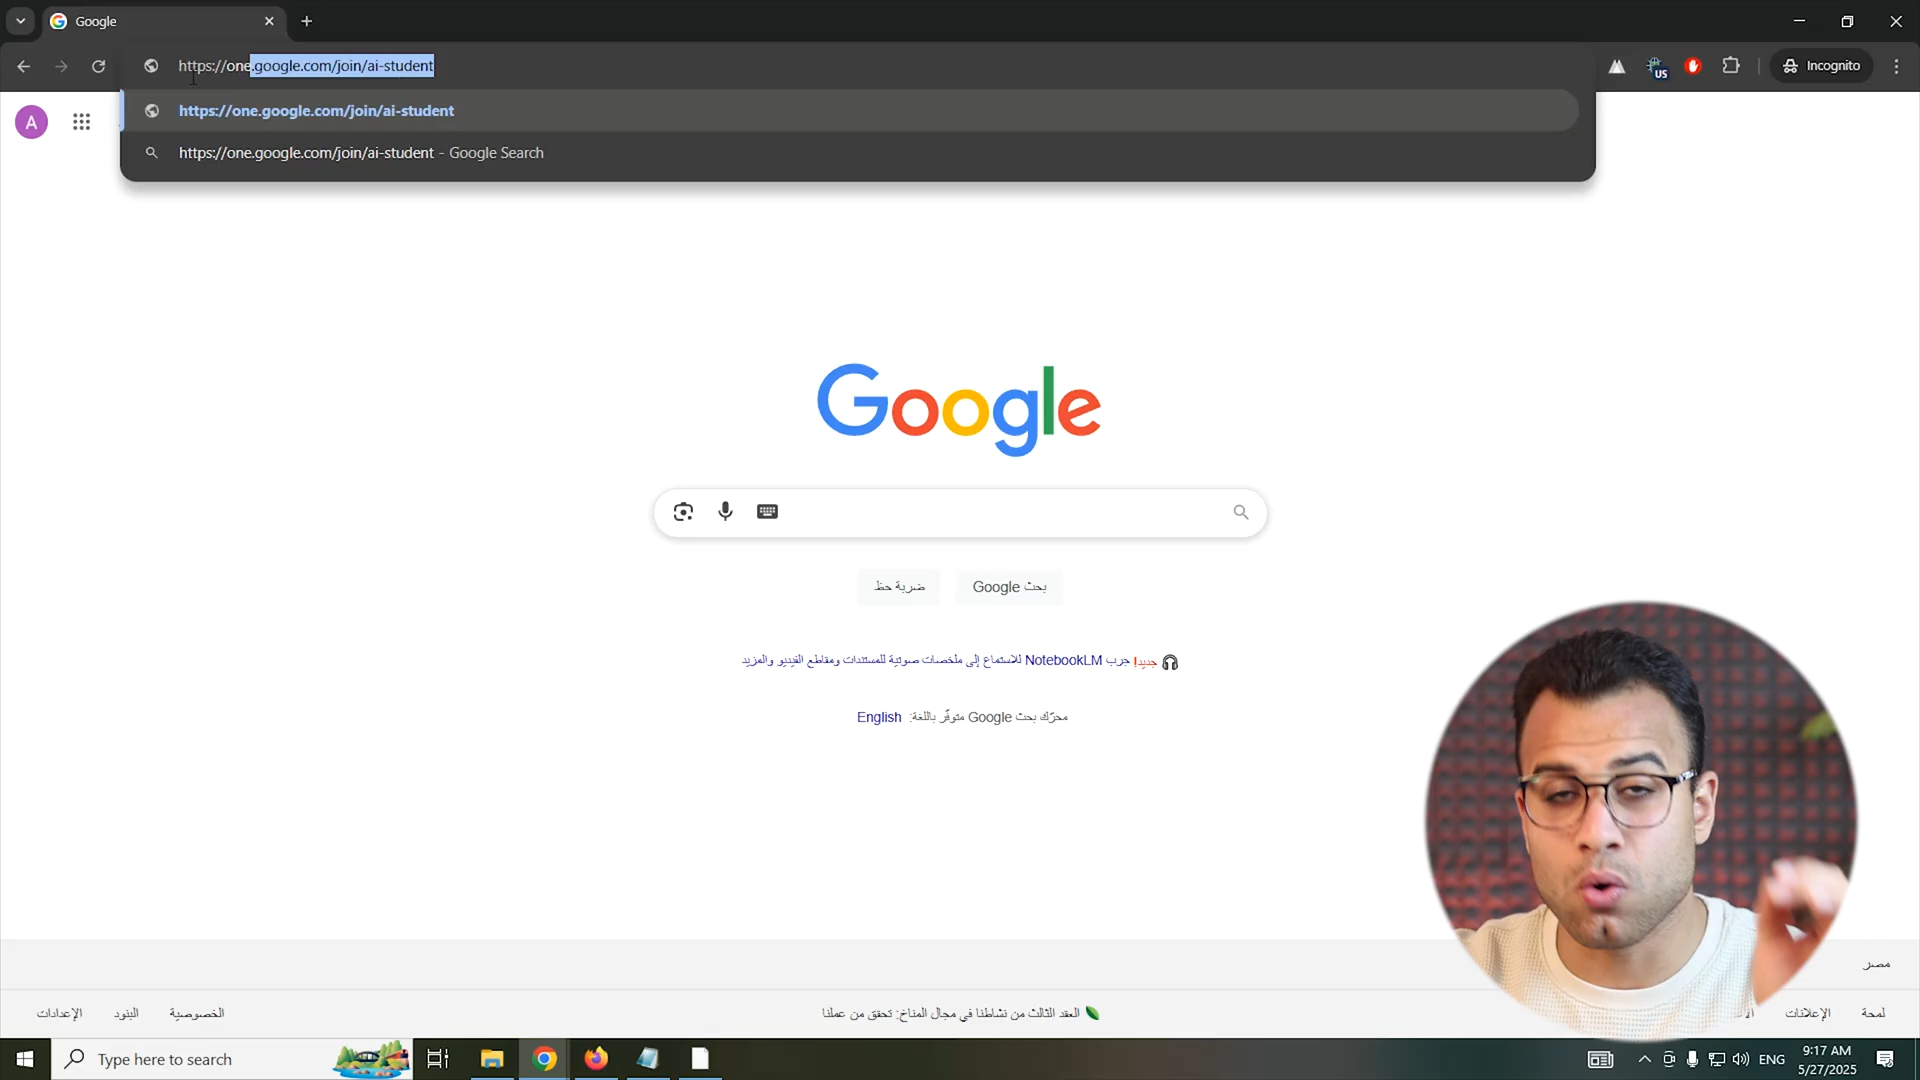 Google
https://one.google.com/join/ai-student
US
Incognito
https://one.google.com/join/ai-student
https://one.google.com/join/ai-student - Google Search
A
Google
بحث Google
ضربة حظ
جديد! جرب NotebookLM للاستماع إلى ملخصات صوتية للمستندات ومقاطع الفيديو والمزيد
محرّك بحث Google متوفّر باللغة: English
مصر
لمحة
الإعلانات
العقد الثالث من نشاطنا في مجال المناخ: تحقق من عملنا
الخصوصية
البنود
الإعدادات
Type here to search
ENG
9:17 AM
5/27/2025